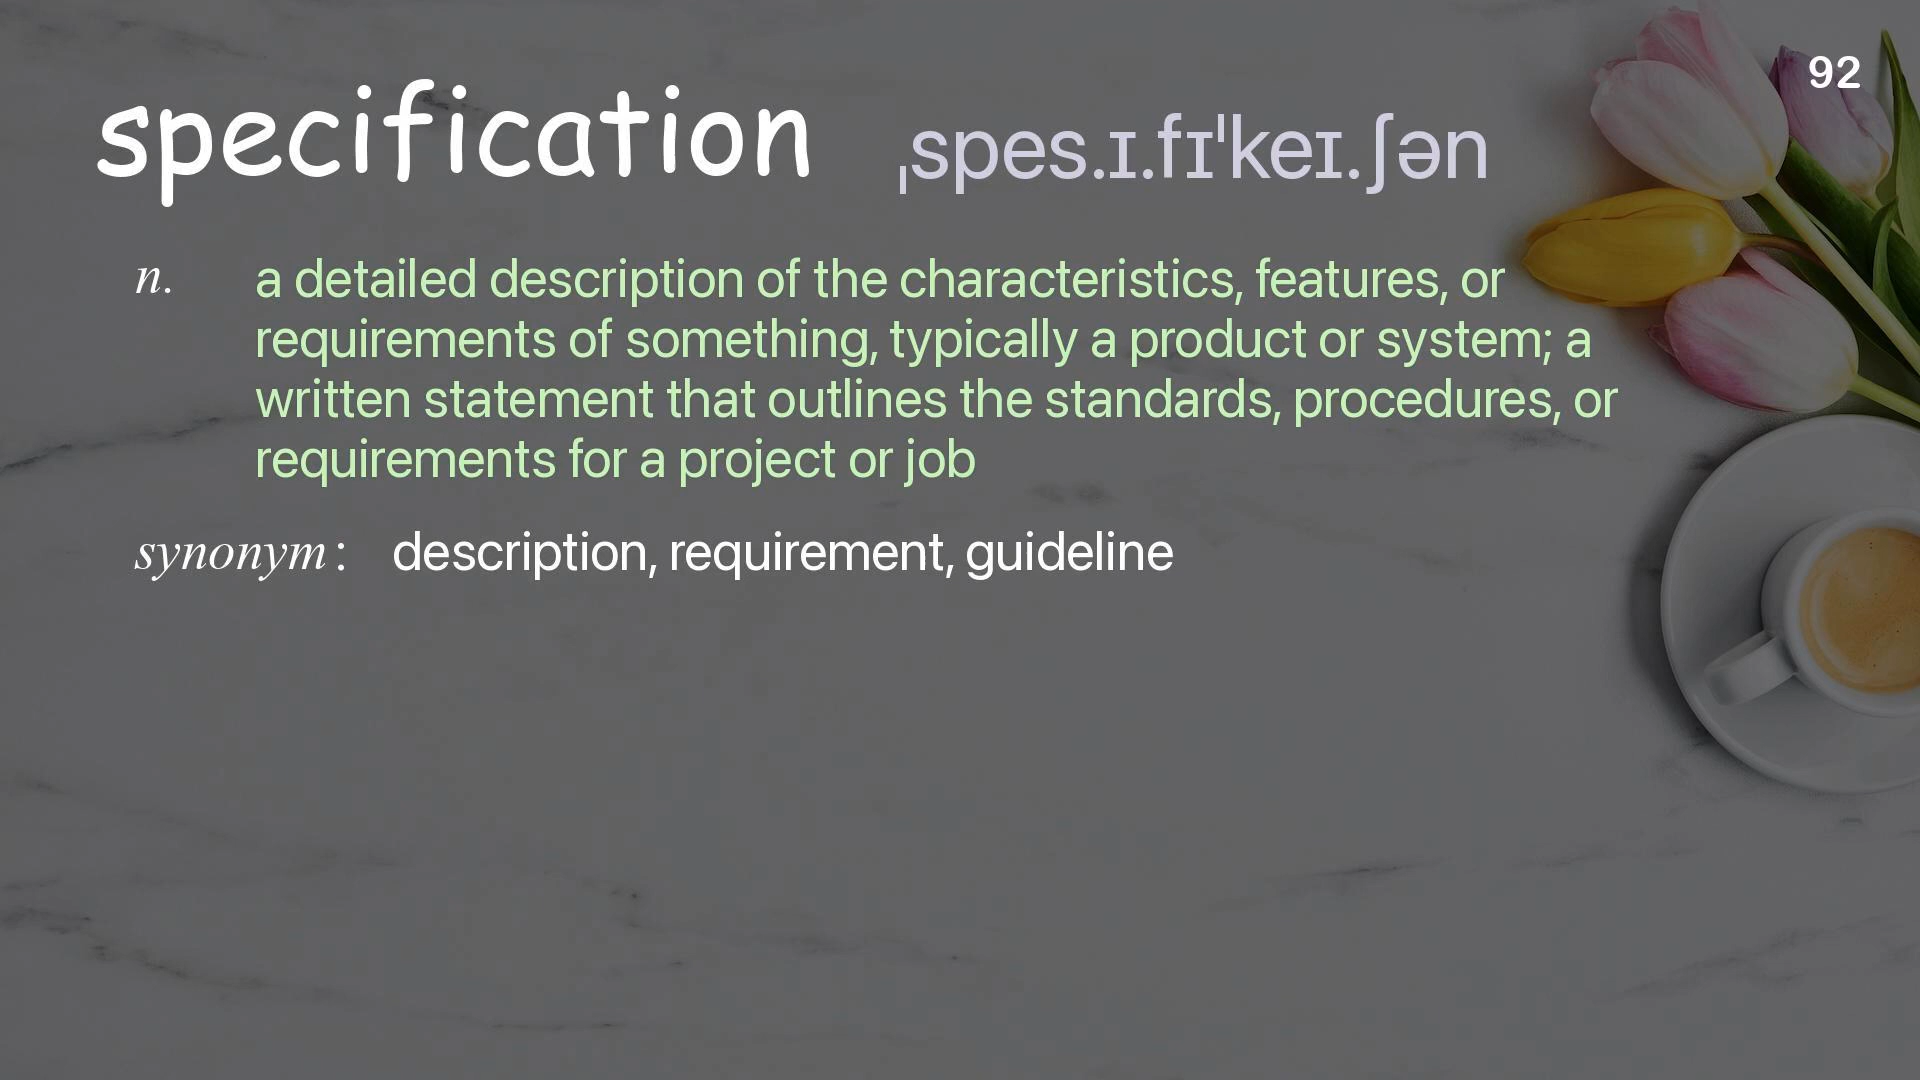 92
specification ˌspes.ɪ.fɪˈkeɪ.ʃən
n. a detailed description of the characteristics, features, or
requirements of something, typically a product or system; a
written statement that outlines the standards, procedures, or
requirements for a project or job
synonym: description, requirement, guideline